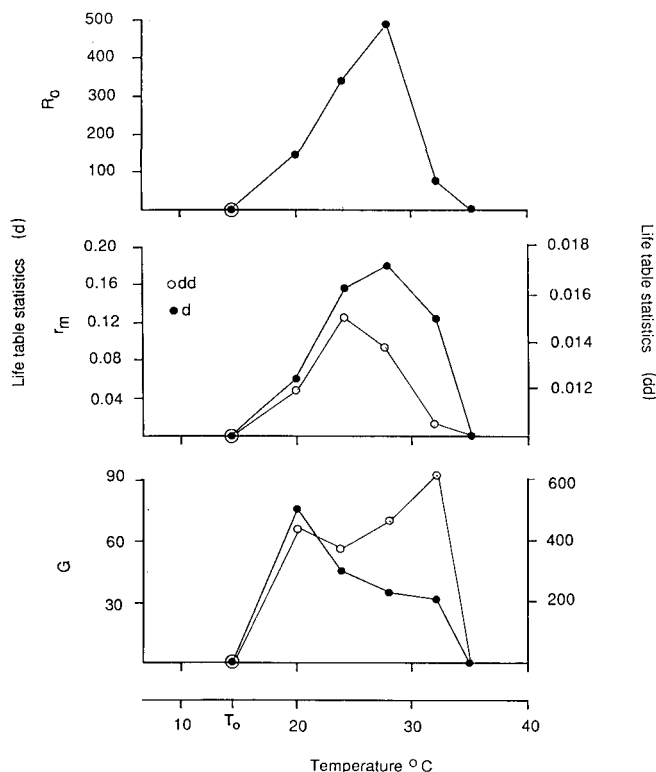 500
400
300
200
100
R₀
0.20
0.16
0.12
0.08
0.04
rₘ
dd
d
0.018
0.016
0.014
0.012
Life table statistics (d)
Life table statistics (dd)
90
60
30
G
600
400
200
10 T₀ 20 30 40
Temperature °C